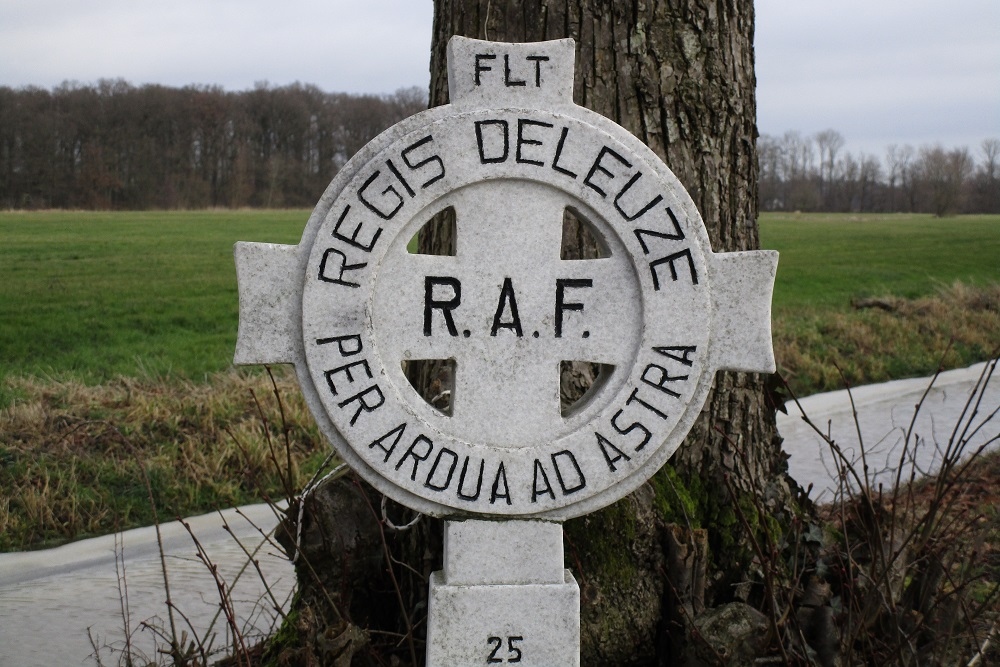 FLT
REGIS DELEUZE
R.A.F.
PER ARDUA AD ASTRA
25